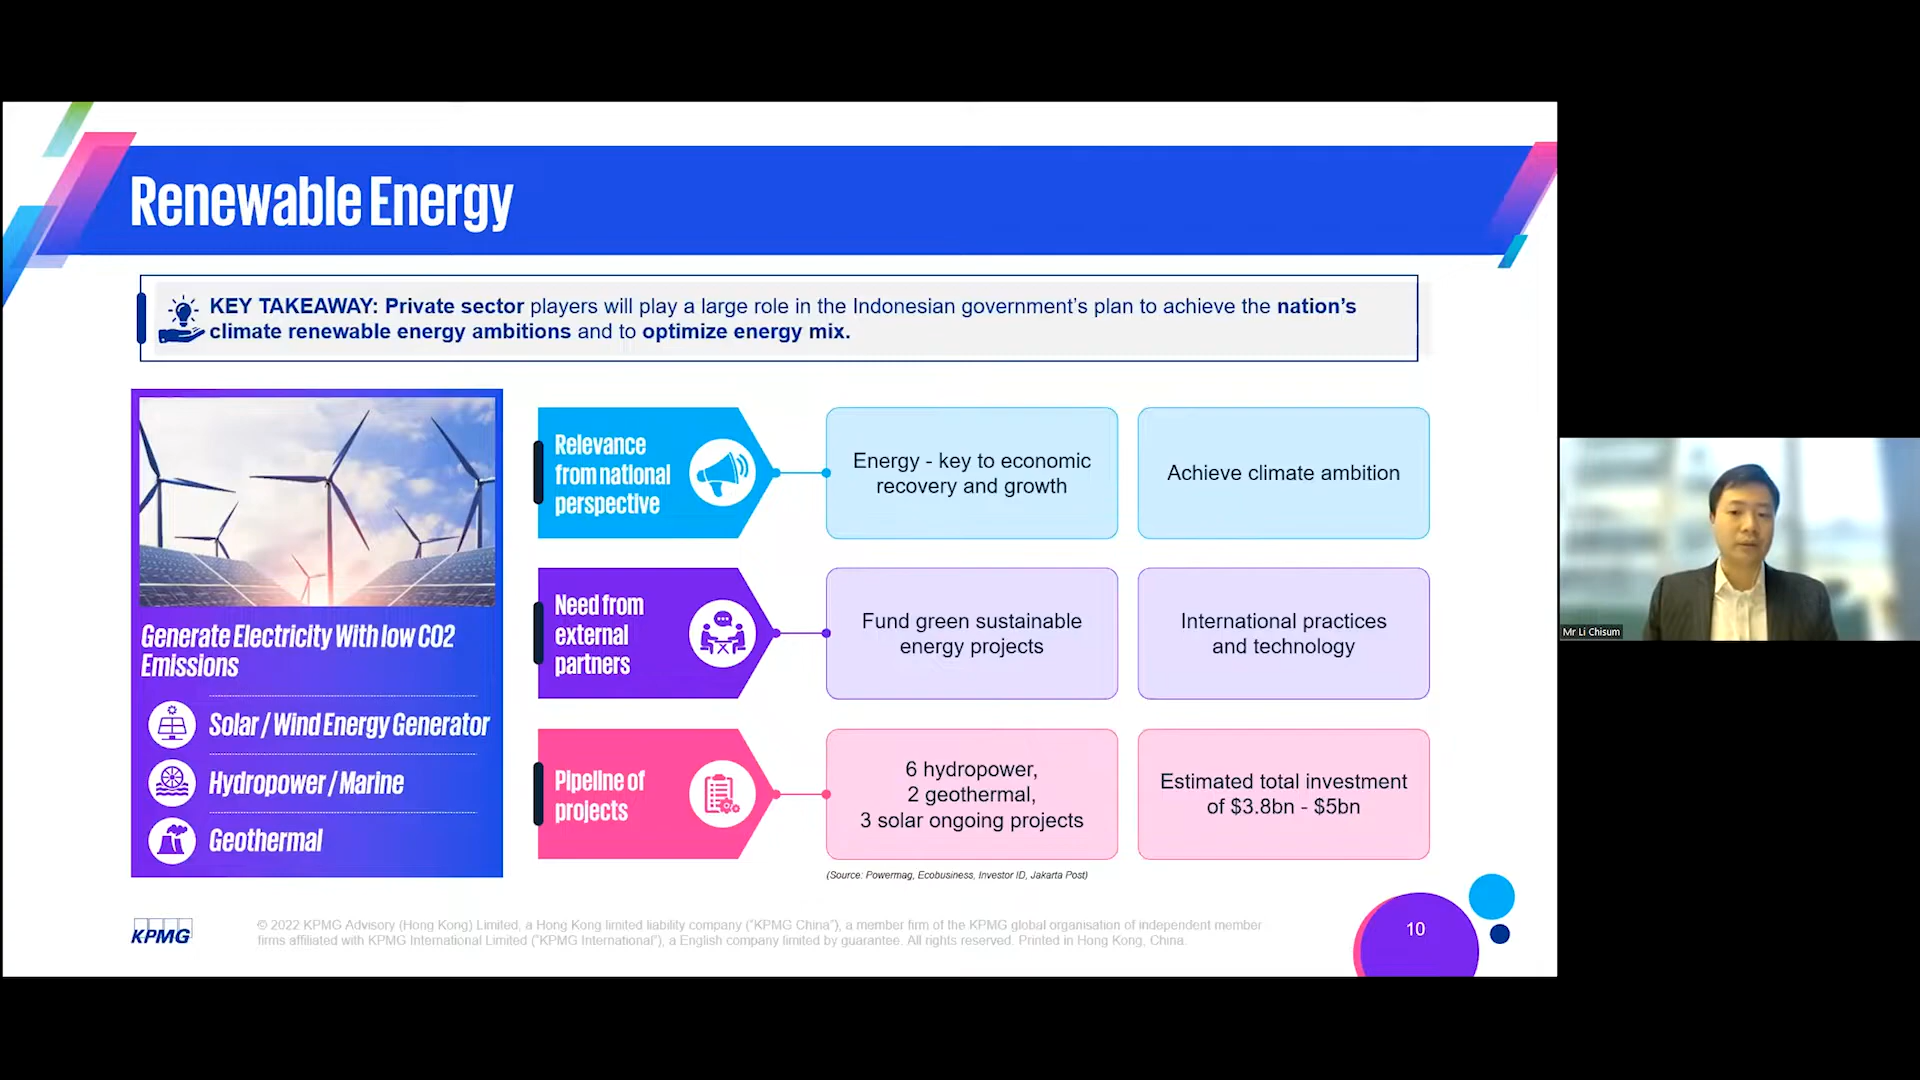 Renewable Energy
KEY TAKEAWAY: Private sector players will play a large role in the Indonesian government's plan to achieve the nation's
climate renewable energy ambitions and to optimize energy mix.
Generate Electricity With low CO2
Emissions
Solar / Wind Energy Generator
Hydropower / Marine
Geothermal
Relevance
from national
perspective
Energy - key to economic
recovery and growth
Achieve climate ambition
Need from
external
partners
Fund green sustainable
energy projects
International practices
and technology
Pipeline of
projects
6 hydropower,
2 geothermal,
3 solar ongoing projects
Estimated total investment
of $3.8bn - $5bn
(Source: Powermag, Ecobusiness, Investor ID, Jakarta Post)
KPMG
© 2022 KPMG Advisory (Hong Kong) Limited, a Hong Kong limited liability company ("KPMG China"), a member firm of the KPMG global organisation of independent member
firms affiliated with KPMG International Limited ("KPMG International"), a English company limited by guarantee. All rights reserved. Printed in Hong Kong, China.
10
Mr Li Chisum